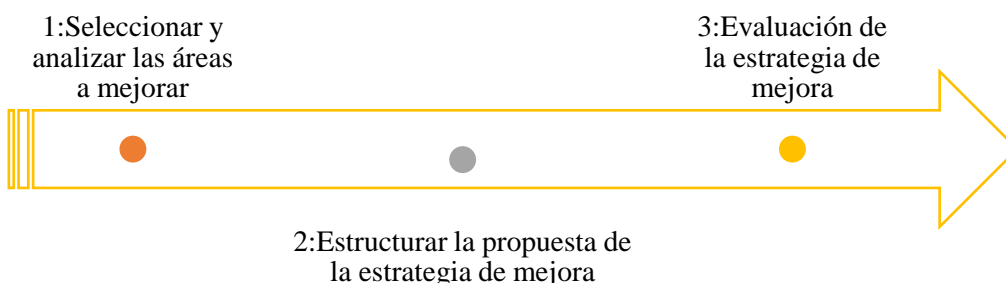 1:Seleccionar y
analizar las áreas
a mejorar
2:Estructurar la propuesta de
la estrategia de mejora
3:Evaluación de
la estrategia de
mejora